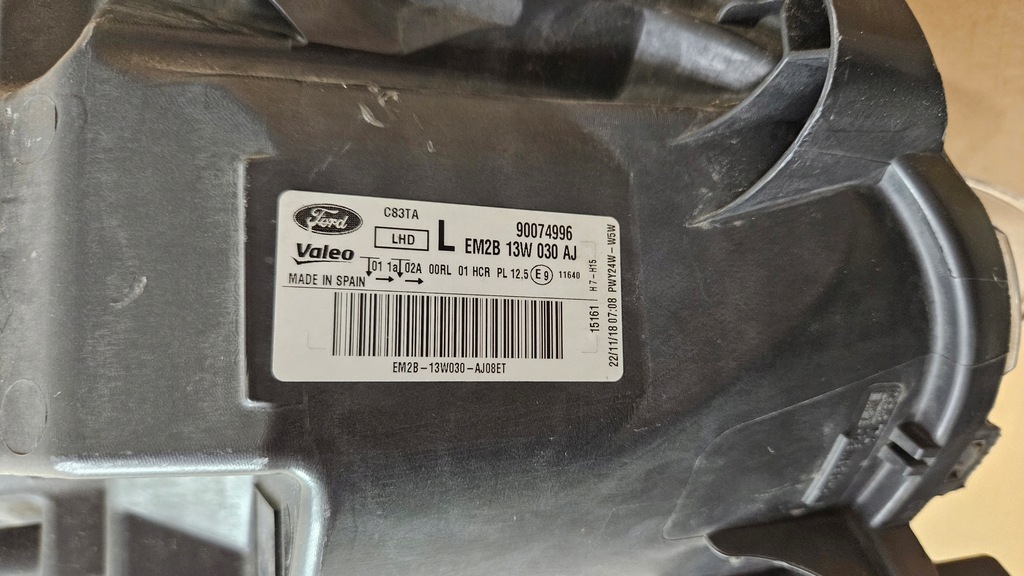 Ford
C83TA
90074996
LHD
L
EM2B 13W 030 AJ
Valeo
01 1a 02A 00RL 01 HCR PL 12.5 E9 11640
MADE IN SPAIN
EM2B-13W030-AJ08ET
15161 H7-H15
22/11/18 07:08 PWY24W-W5W